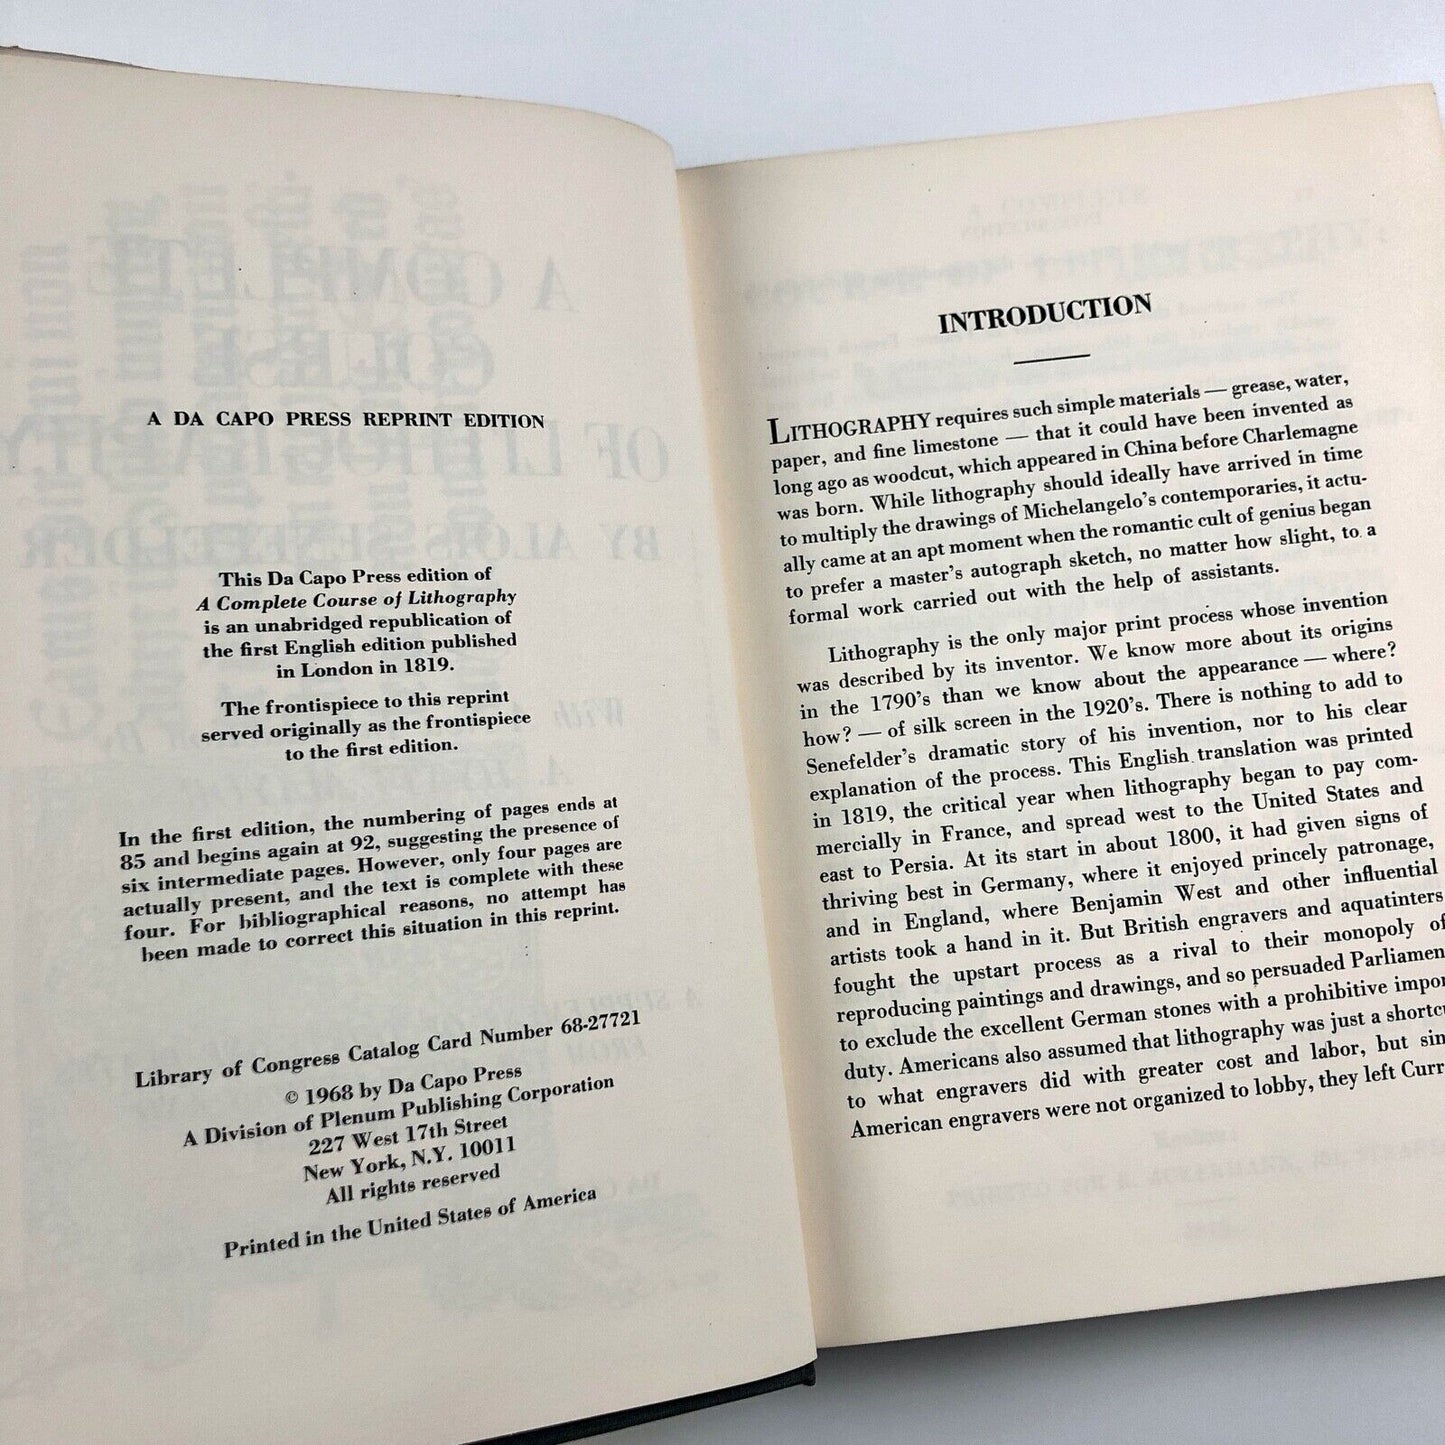 A DA CAPO PRESS REPRINT EDITION
This Da Capo Press edition of
A Complete Course of Lithography
is an unabridged republication of
the first English edition published
in London in 1819.
The frontispiece to this reprint
served originally as the frontispiece
to the first edition.
In the first edition, the numbering of pages ends at
85 and begins again at 92, suggesting the presence of
six intermediate pages. However, only four pages are
actually present, and the text is complete with these
four. For bibliographical reasons, no attempt has
been made to correct this situation in this reprint.
Library of Congress Catalog Card Number 68-27721
© 1968 by Da Capo Press
A Division of Plenum Publishing Corporation
227 West 17th Street
New York, N.Y. 10011
All rights reserved
Printed in the United States of America
INTRODUCTION
LITHOGRAPHY requires such simple materials — grease, water,
paper, and fine limestone — that it could have been invented as
long ago as woodcut, which appeared in China before Charlemagne
was born. While lithography should ideally have arrived in time
to multiply the drawings of Michelangelo's contemporaries, it actu-
ally came at an apt moment when the romantic cult of genius began
to prefer a master's autograph sketch, no matter how slight, to a
formal work carried out with the help of assistants.
Lithography is the only major print process whose invention
was described by its inventor. We know more about its origins
in the 1790's than we know about the appearance — where?
how? — of silk screen in the 1920's. There is nothing to add to
Senefelder's dramatic story of his invention, nor to his clear
explanation of the process. This English translation was printed
in 1819, the critical year when lithography began to pay com-
mercially in France, and spread west to the United States and
east to Persia. At its start in about 1800, it had given signs of
thriving best in Germany, where it enjoyed princely patronage,
and in England, where Benjamin West and other influential
artists took a hand in it. But British engravers and aquatinters
fought the upstart process as a rival to their monopoly of
reproducing paintings and drawings, and so persuaded Parliamen
to exclude the excellent German stones with a prohibitive impor
duty. Americans also assumed that lithography was just a shortcu
to what engravers did with greater cost and labor, but sin
American engravers were not organized to lobby, they left Curr